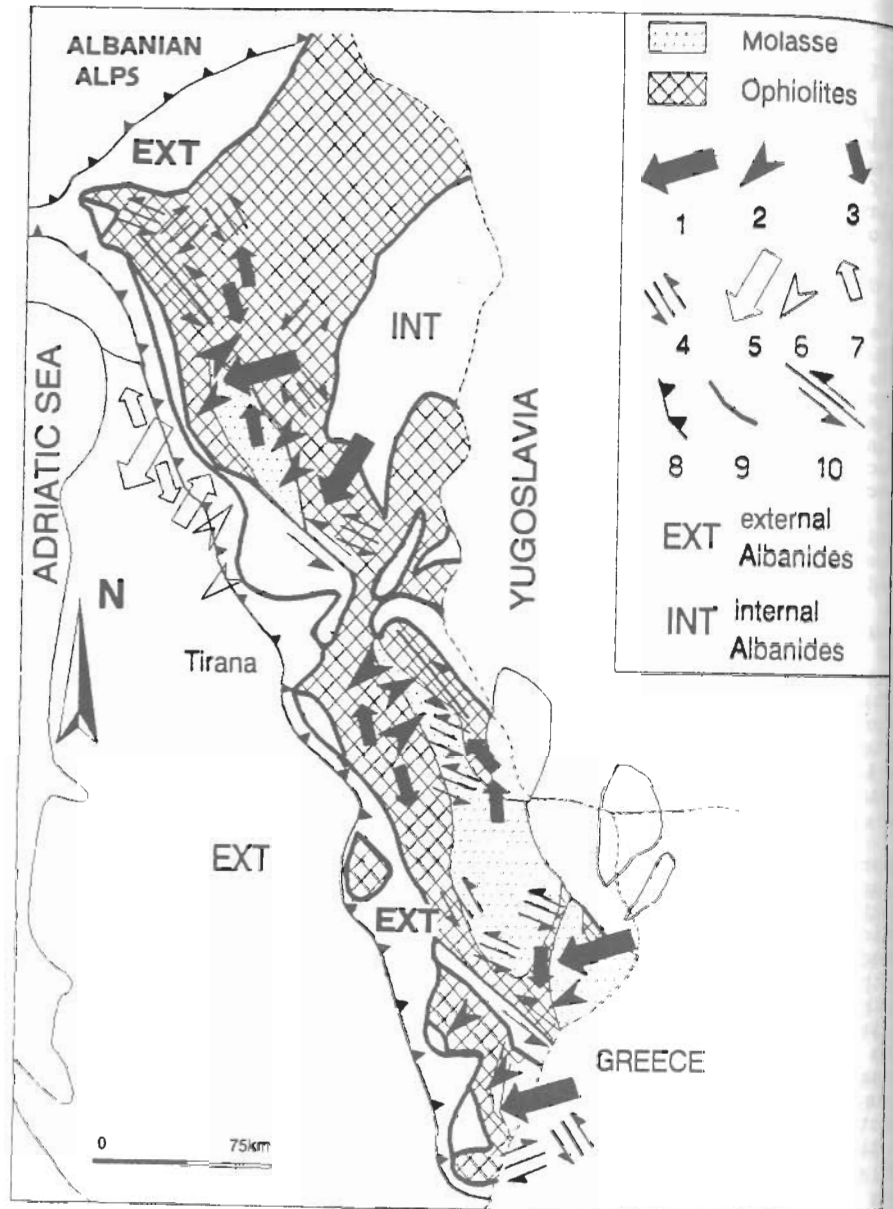 ALBANIAN
ALPS
EXT
INT
ADRIATIC SEA
YUGOSLAVIA
N
Tirana
EXT
EXT
GREECE
0 75km
Molasse
Ophiolites
1 2 3
4 5 6 7
8 9 10
EXT external
Albanides
INT internal
Albanides